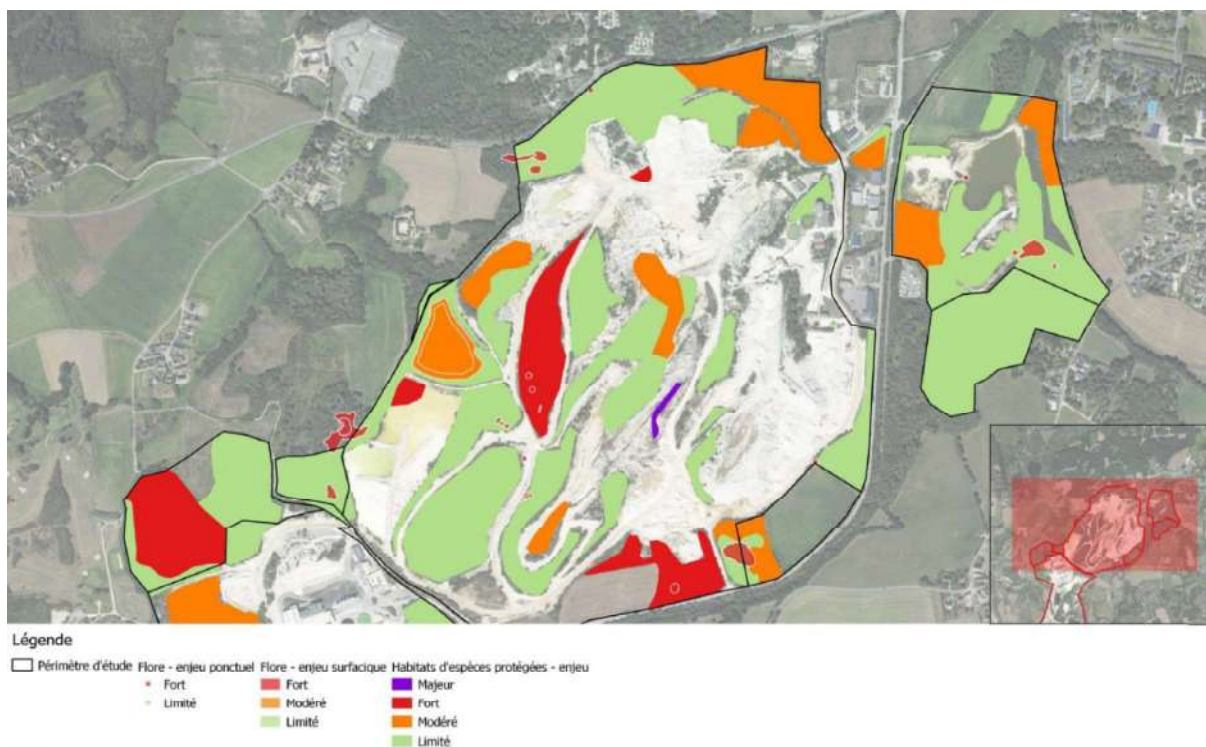 Légende
Périmètre d'étude
Flore - enjeu ponctuel
Fort
Limité
Flore - enjeu surfacique
Fort
Modéré
Limité
Habitats d'espèces protégées - enjeu
Majeur
Fort
Modéré
Limité